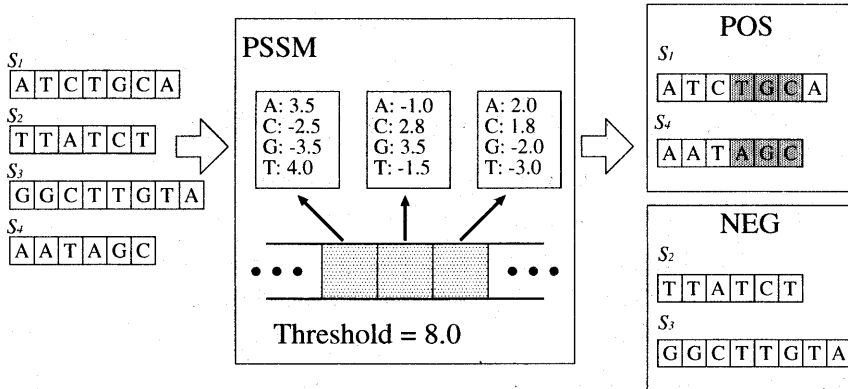 S1
A T C T G C A
S2
T T A T C T
S3
G G C T T G T A
S4
A A T A G C
PSSM
A: 3.5
C: -2.5
G: -3.5
T: 4.0
A: -1.0
C: 2.8
G: 3.5
T: -1.5
A: 2.0
C: 1.8
G: -2.0
T: -3.0
Threshold = 8.0
POS
S1
A T C T G C A
S4
A A T A G C
NEG
S2
T T A T C T
S3
G G C T T G T A